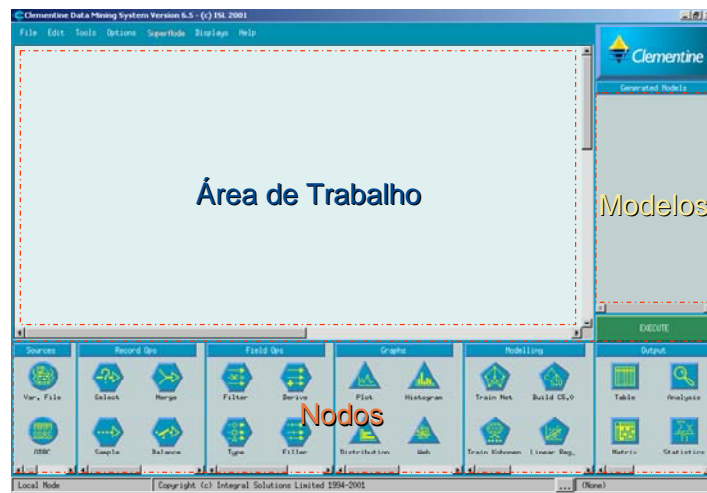 Clementine Data Mining System Version 6.5 - (c) ISL 2001
File Edit Tools Options SuperNode Displays Help
Clementine
Generated Models
Área de Trabalho
Modelos
EXECUTE
Sources Record Ops Field Ops Graphs Modelling Output
Var. File Select Merge Filter Derive Plot Histogram Train Net Build C5.0 Table Analysis
Nodos
ODBC Sample Balance Type Filler Distribution Web Train Kohonen Linear Reg. Matrix Statistics
Local Mode Copyright (c) Integral Solutions Limited 1994-2001 ... (None)